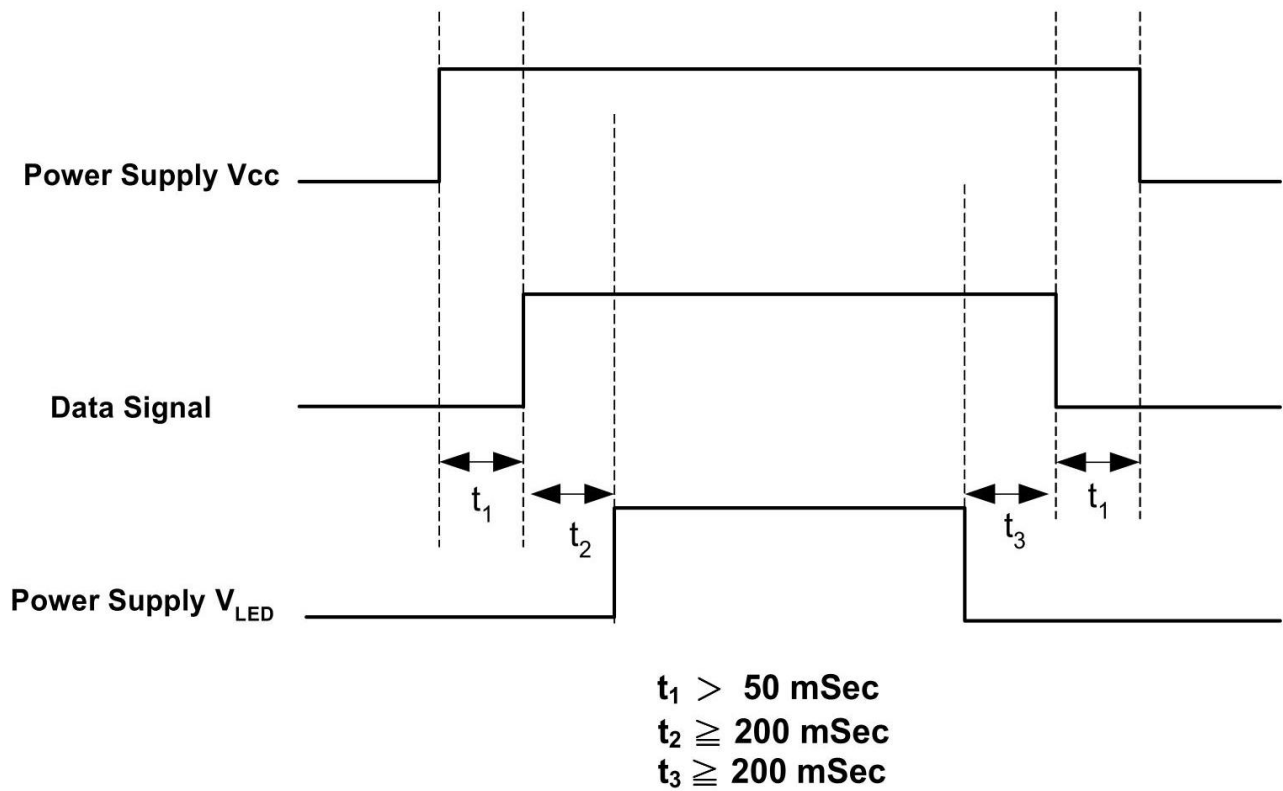 Power Supply Vcc
Data Signal
t₁
t₂
t₃
t₁
Power Supply V_LED
t₁ > 50 mSec
t₂ ≧ 200 mSec
t₃ ≧ 200 mSec